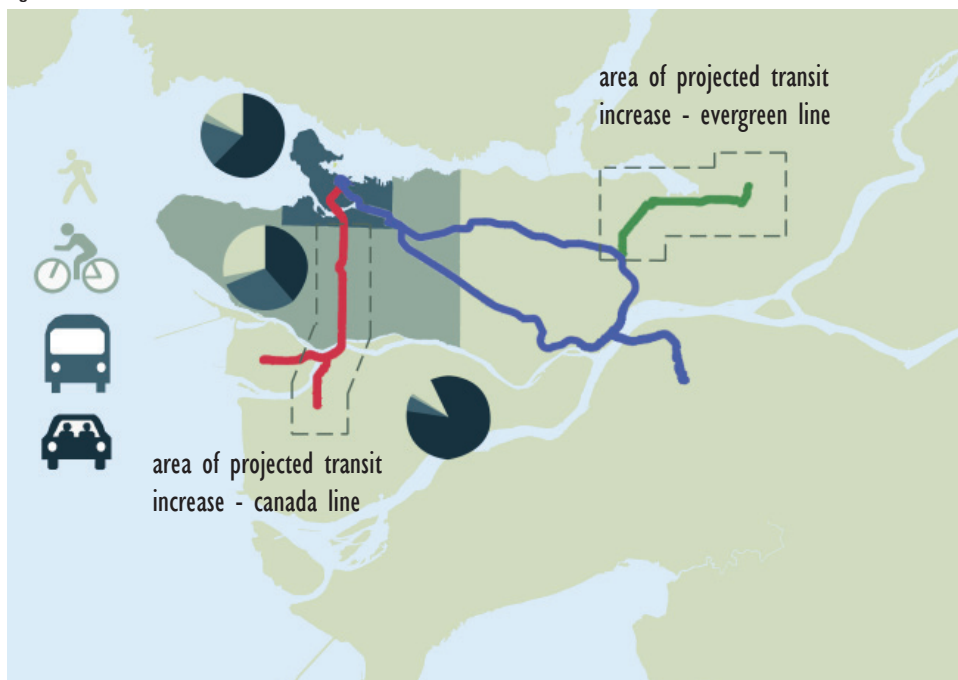 area of projected transit
increase - evergreen line
area of projected transit
increase - canada line